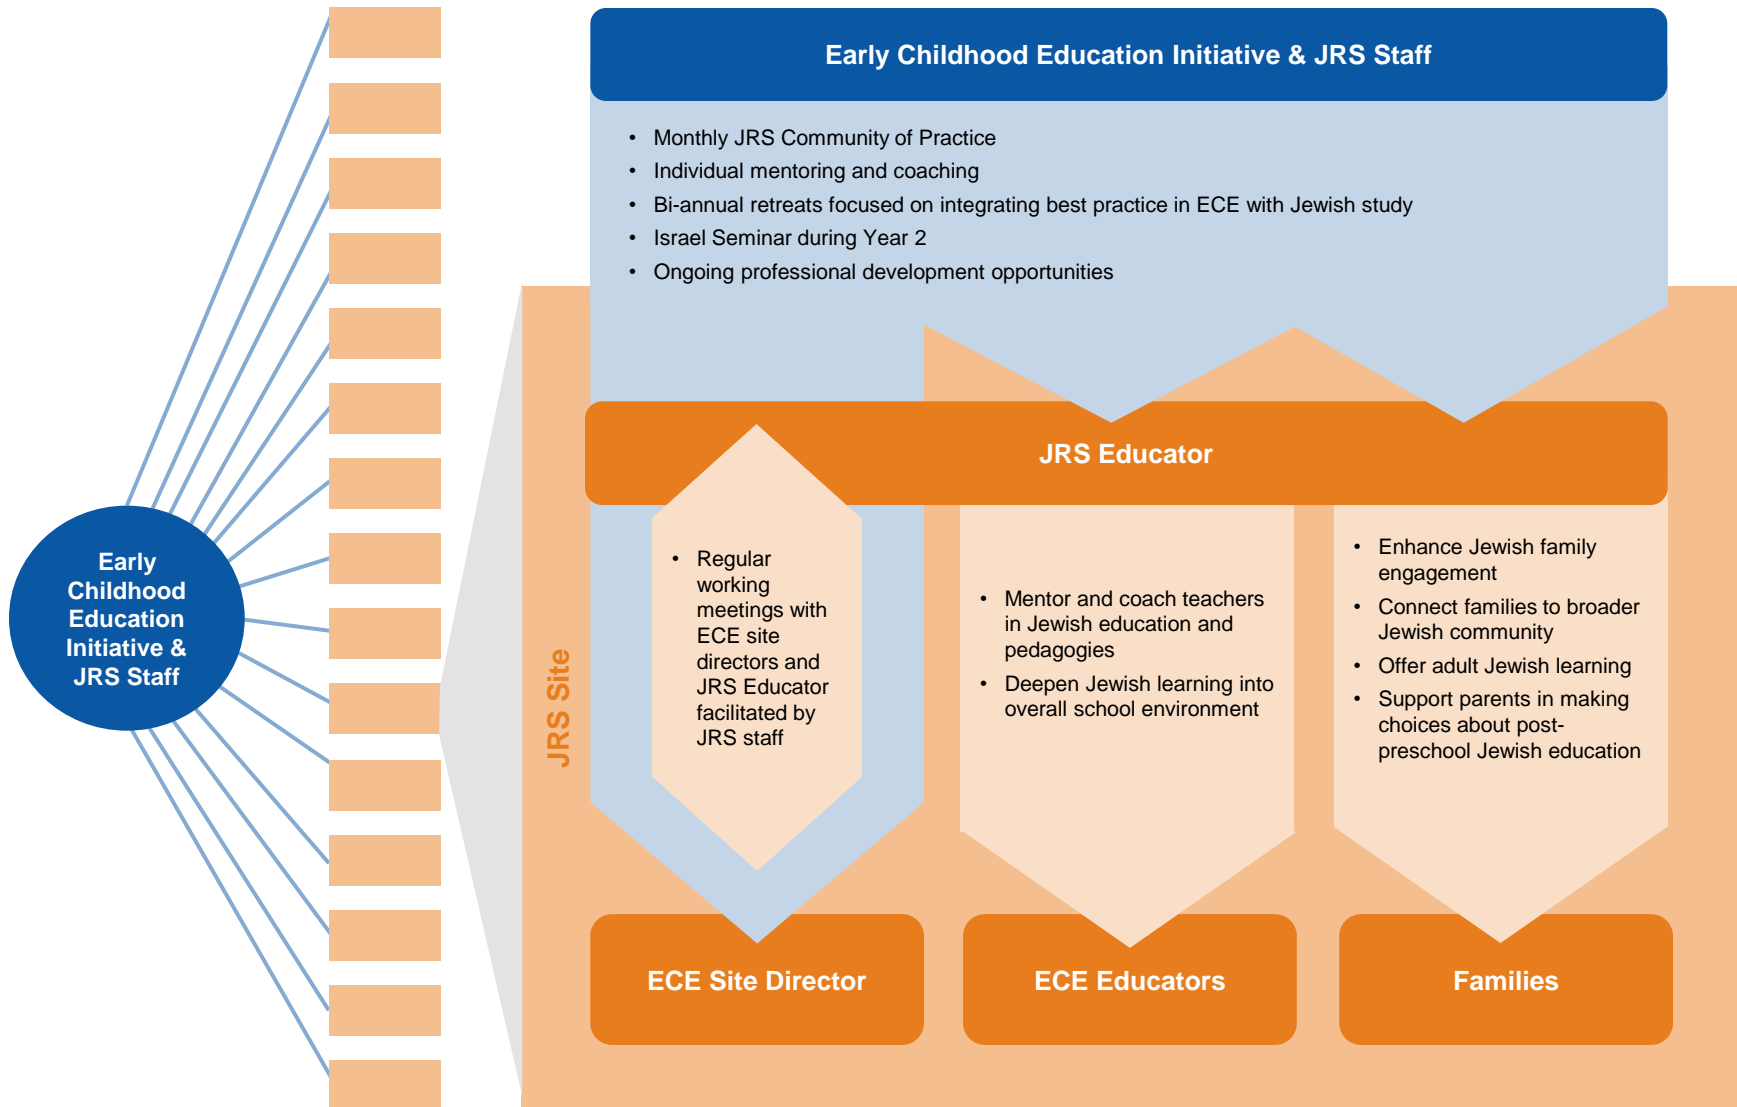 Early Childhood Education Initiative & JRS Staff
• Monthly JRS Community of Practice
• Individual mentoring and coaching
• Bi-annual retreats focused on integrating best practice in ECE with Jewish study
• Israel Seminar during Year 2
• Ongoing professional development opportunities
Early
Childhood
Education
Initiative &
JRS Staff
JRS Site
JRS Educator
• Regular
working
meetings with
ECE site
directors and
JRS Educator
facilitated by
JRS staff
• Mentor and coach teachers
in Jewish education and
pedagogies
• Deepen Jewish learning into
overall school environment
• Enhance Jewish family
engagement
• Connect families to broader
Jewish community
• Offer adult Jewish learning
• Support parents in making
choices about post-
preschool Jewish education
ECE Site Director
ECE Educators
Families